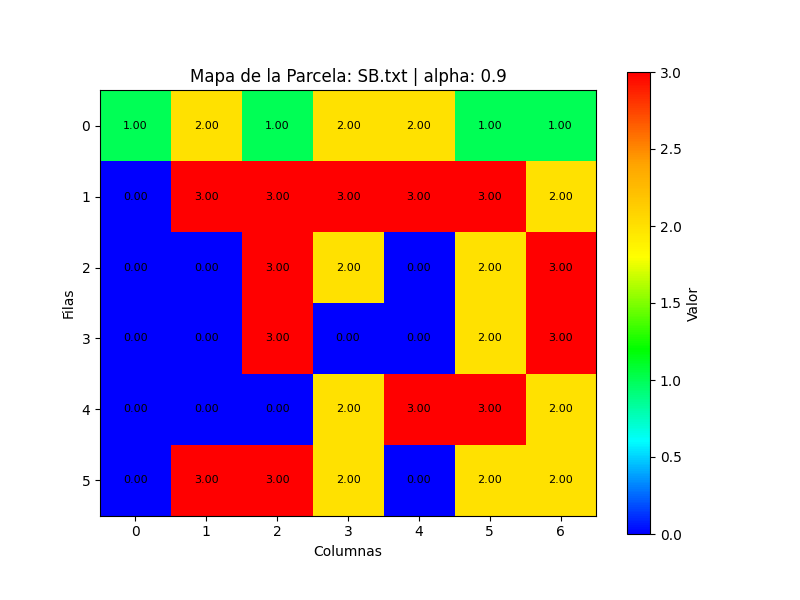 Mapa de la Parcela: SB.txt | alpha: 0.9
0 1.00 2.00 1.00 2.00 2.00 1.00 1.00
1 0.00 3.00 3.00 3.00 3.00 3.00 2.00
2 0.00 0.00 3.00 2.00 0.00 2.00 3.00
3 0.00 0.00 3.00 0.00 0.00 2.00 3.00
4 0.00 0.00 0.00 2.00 3.00 3.00 2.00
5 0.00 3.00 3.00 2.00 0.00 2.00 2.00
0 1 2 3 4 5 6
Columnas
Filas
3.0
2.5
2.0
1.5
1.0
0.5
0.0
Valor